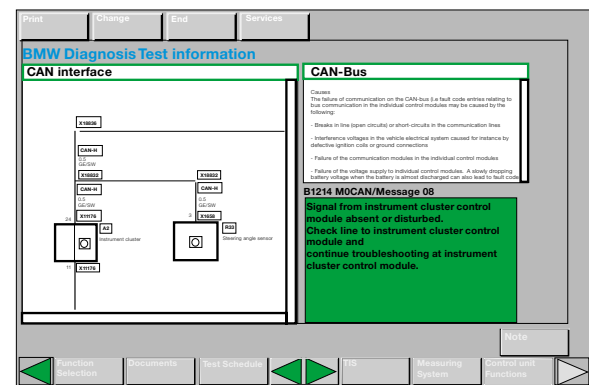 Print
Change
End
Services
BMW Diagnosis Test information
CAN interface
X18836
CAN-H
0.5
GE/SW
X18832
X18832
CAN-H
CAN-H
0.5
GE/SW
0.5
GE/SW
24
X11176
3
X1658
A2
R33
instrument cluster
Steering angle sensor
11
X11176
CAN-Bus
Causes
The failure of communication on the CAN-bus (i.e fault code entries relating to
bus communication in the individual control modules may be caused by the
following:
- Breaks in line (open circuits) or short-circuits in the communication lines
- Interference voltages in the vehicle electrical system caused for instance by
defective ignition coils or ground connections
- Failure of the communication modules in the individual control modules
- Failure of the voltage supply to individual control modules. A slowly dropping
battery voltage when the battery is almost discharged can also lead to fault code
B1214 M0CAN/Message 08
Signal from instrument cluster control
module absent or disturbed.
Check line to instrument cluster control
module and
continue troubleshooting at instrument
cluster control module.
Note
Function
Selection
Documents
Test Schedule
TIS
Measuring
System
Control unit
Functions